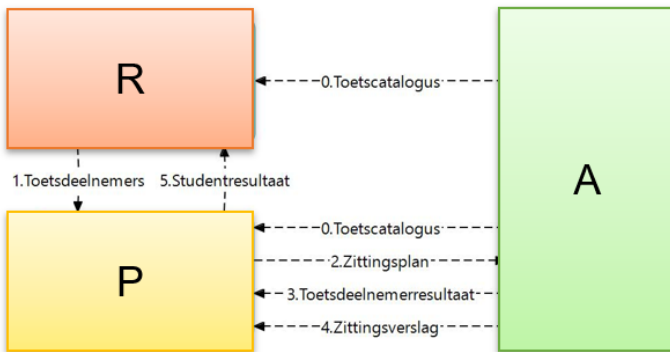 R
0.Toetscatalogus
A
1.Toetsdeelnemers
5.Studentresultaat
P
0.Toetscatalogus
2.Zittingsplan
3.Toetsdeelnemerresultaat
4.Zittingsverslag